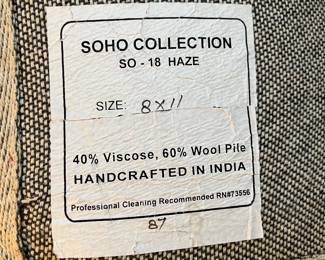 SOHO COLLECTION
SO - 18 HAZE
SIZE: 8x11
40% Viscose, 60% Wool Pile
HANDCRAFTED IN INDIA
Professional Cleaning Recommended RN#73556
87